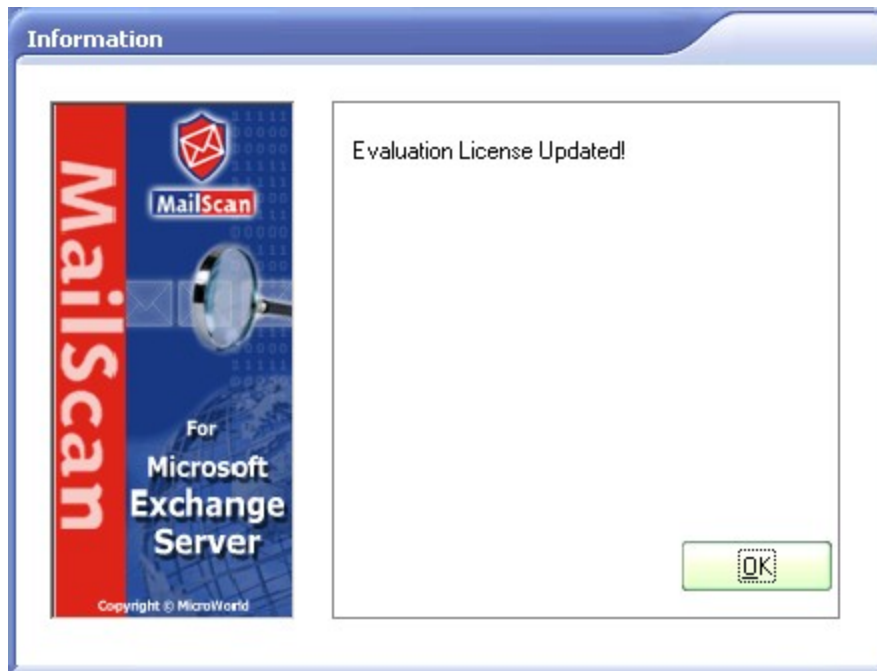 Information
MailScan
MailScan
For
Microsoft
Exchange
Server
Copyright © MicroWorld
Evaluation License Updated!
OK